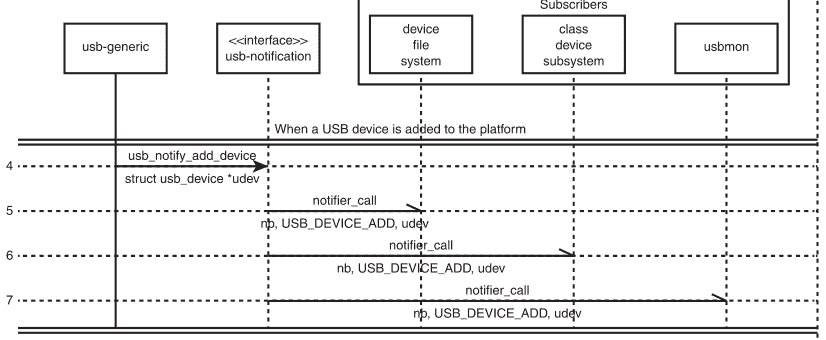 Subscribers
usb-generic
<<interface>>
usb-notification
device
file
system
class
device
subsystem
usbmon
When a USB device is added to the platform
4
usb_notify_add_device
struct usb_device *udev
5
notifier_call
nb, USB_DEVICE_ADD, udev
6
notifier_call
nb, USB_DEVICE_ADD, udev
7
notifier_call
nb, USB_DEVICE_ADD, udev